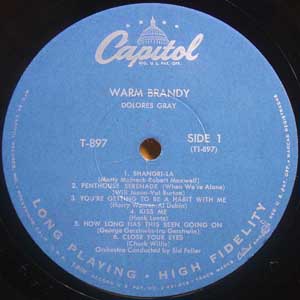 Capitol
REG. U.S. PAT. OFF.
WARM BRANDY
DOLORES GRAY
T-897
SIDE 1
(T1-897)
1. SHANGRI-LA
(Matty Malneck-Robert Maxwell)
2. PENTHOUSE SERENADE (When We're Alone)
(Will Jason-Val Burton)
3. YOU'RE GETTING TO BE A HABIT WITH ME
(Harry Warren-Al Dubin)
4. KISS ME
5. HOW LONG HAS THIS BEEN GOING ON
(George Gershwin-Ira Gershwin)
6. CLOSE YOUR EYES
(Chuck Willis)
Orchestra Conducted by Sid Feller
LONG PLAYING · HIGH FIDELITY